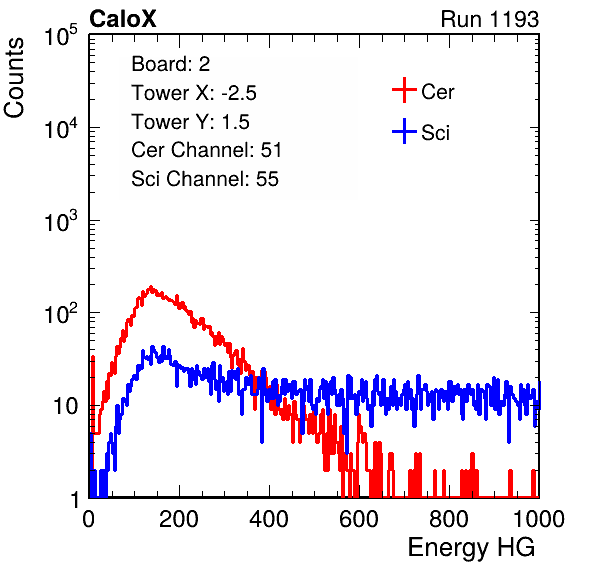 CaloX Run 1193
Counts
Board: 2
Tower X: -2.5
Tower Y: 1.5
Cer Channel: 51
Sci Channel: 55
Cer
Sci
10^5
10^4
10^3
10^2
10
1
0 200 400 600 800 1000
Energy HG